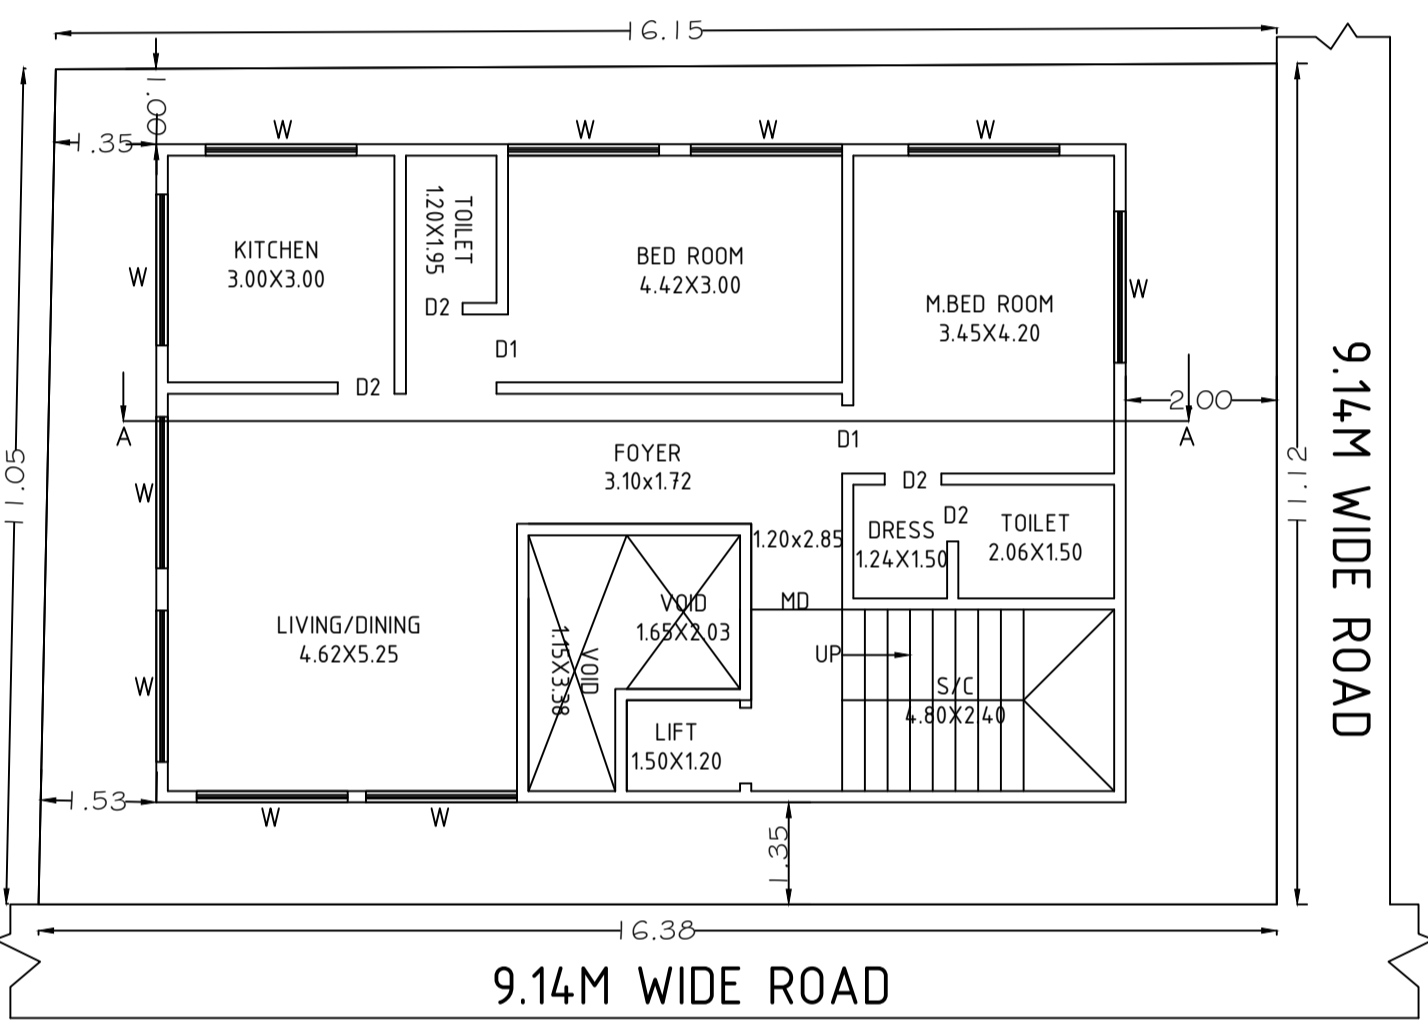 16.15
1.00
1.35
W
W
W
W
KITCHEN
3.00X3.00
TOILET
1.20X1.95
BED ROOM
4.42X3.00
M.BED ROOM
3.45X4.20
W
W
D2
D1
D2
2.00
A
A
11.05
11.12
9.14M WIDE ROAD
FOYER
3.10x1.72
D1
D2
W
D2
DRESS
1.24X1.50
TOILET
2.06X1.50
1.20x2.85
MD
VOID
1.65X2.03
VOID
1.15X3.38
LIVING/DINING
4.62X5.25
UP
W
S/C
4.80X2.40
LIFT
1.50X1.20
1.53
W
W
1.35
16.38
9.14M WIDE ROAD